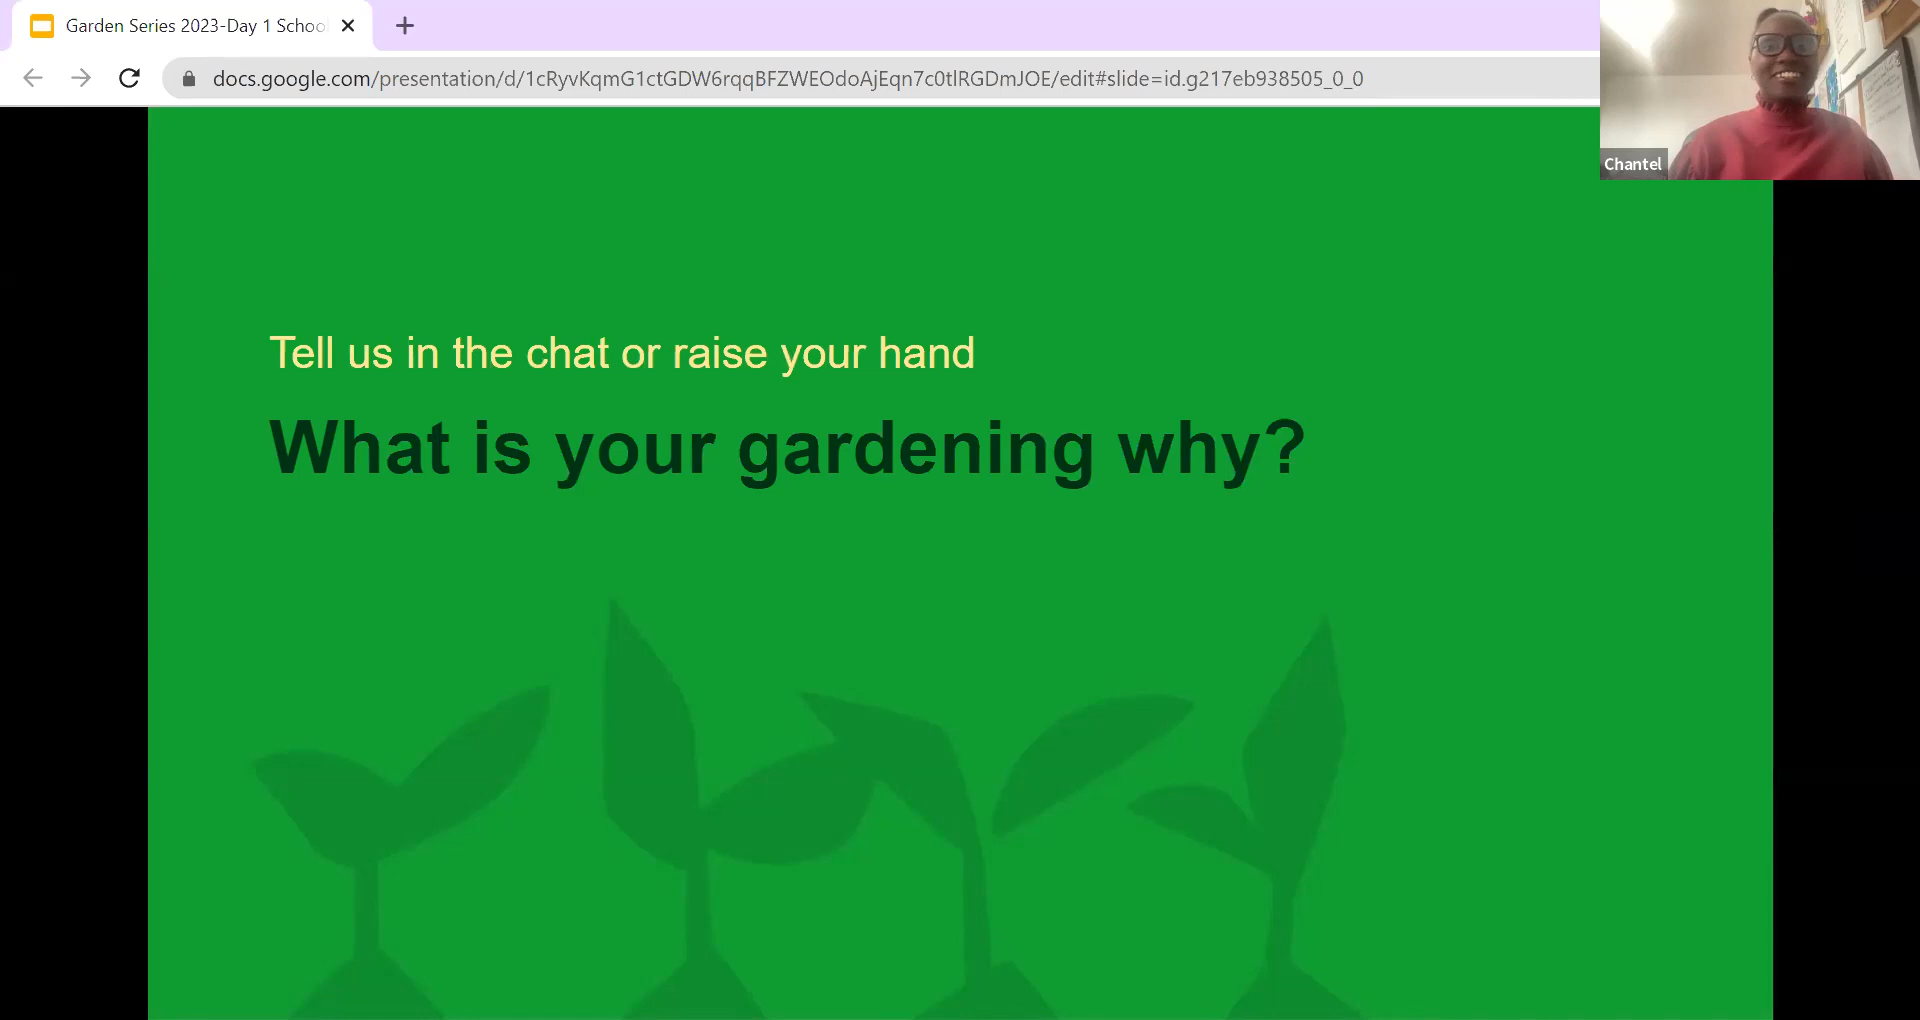 Garden Series 2023-Day 1 Schoo
docs.google.com/presentation/d/1cRyvKqmG1ctGDW6rqqBFZWEOdoAjEqn7c0tlRGDmJOE/edit#slide=id.g217eb938505_0_0
Chantel
Tell us in the chat or raise your hand
What is your gardening why?